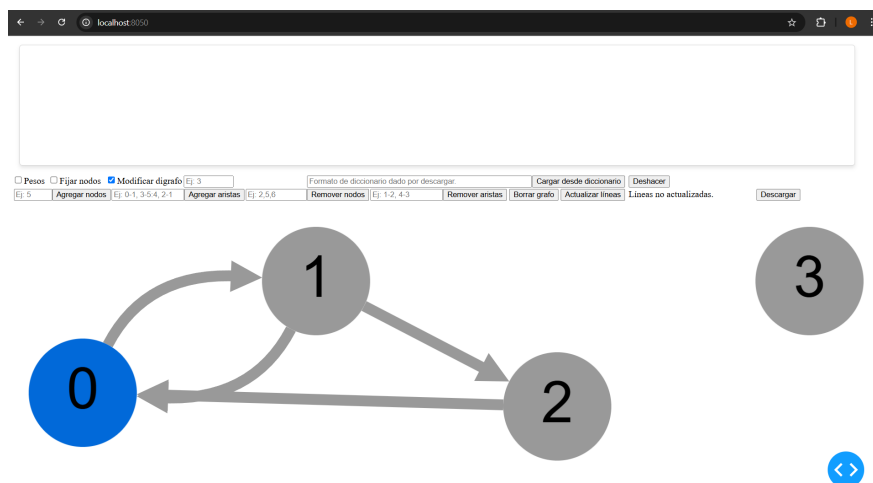 localhost:8050
L
Pesos Fijar nodos Modificar digrafo Ej: 3 Formato de diccionario dado por descargar. Cargar desde diccionario Deshacer
Ej: 5 Agregar nodos Ej: 0-1, 3-5:4, 2-1 Agregar aristas Ej: 2,5,6 Remover nodos Ej: 1-2, 4-3 Remover aristas Borrar grafo Actualizar líneas Líneas no actualizadas. Descargar
1
3
0
2